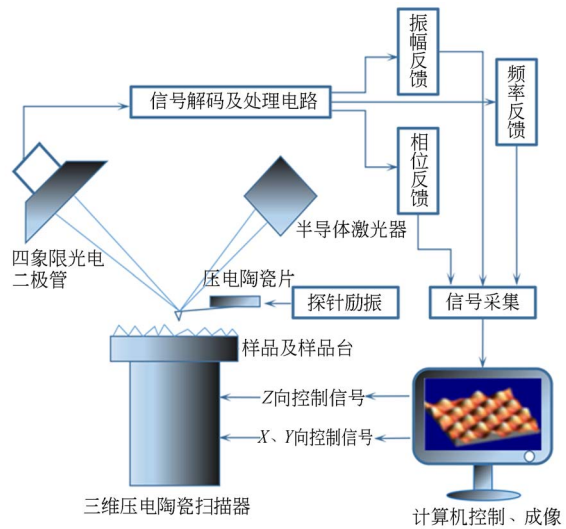 振幅反馈
信号解码及处理电路
频率反馈
相位反馈
半导体激光器
四象限光电
二极管
压电陶瓷片
探针励振
信号采集
样品及样品台
Z向控制信号
X、Y向控制信号
三维压电陶瓷扫描器
计算机控制、成像